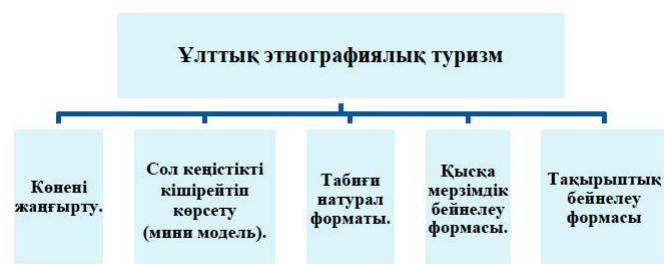 Ұлттық этнографиялық туризм
Көнені
жаңғырту.
Сол кеңістікті
кішірейтіп
көрсету
(мини модель).
Табиғи
натурал
форматы.
Қысқа
мерзімдік
бейнелеу
формасы.
Тақырыптық
бейнелеу
формасы